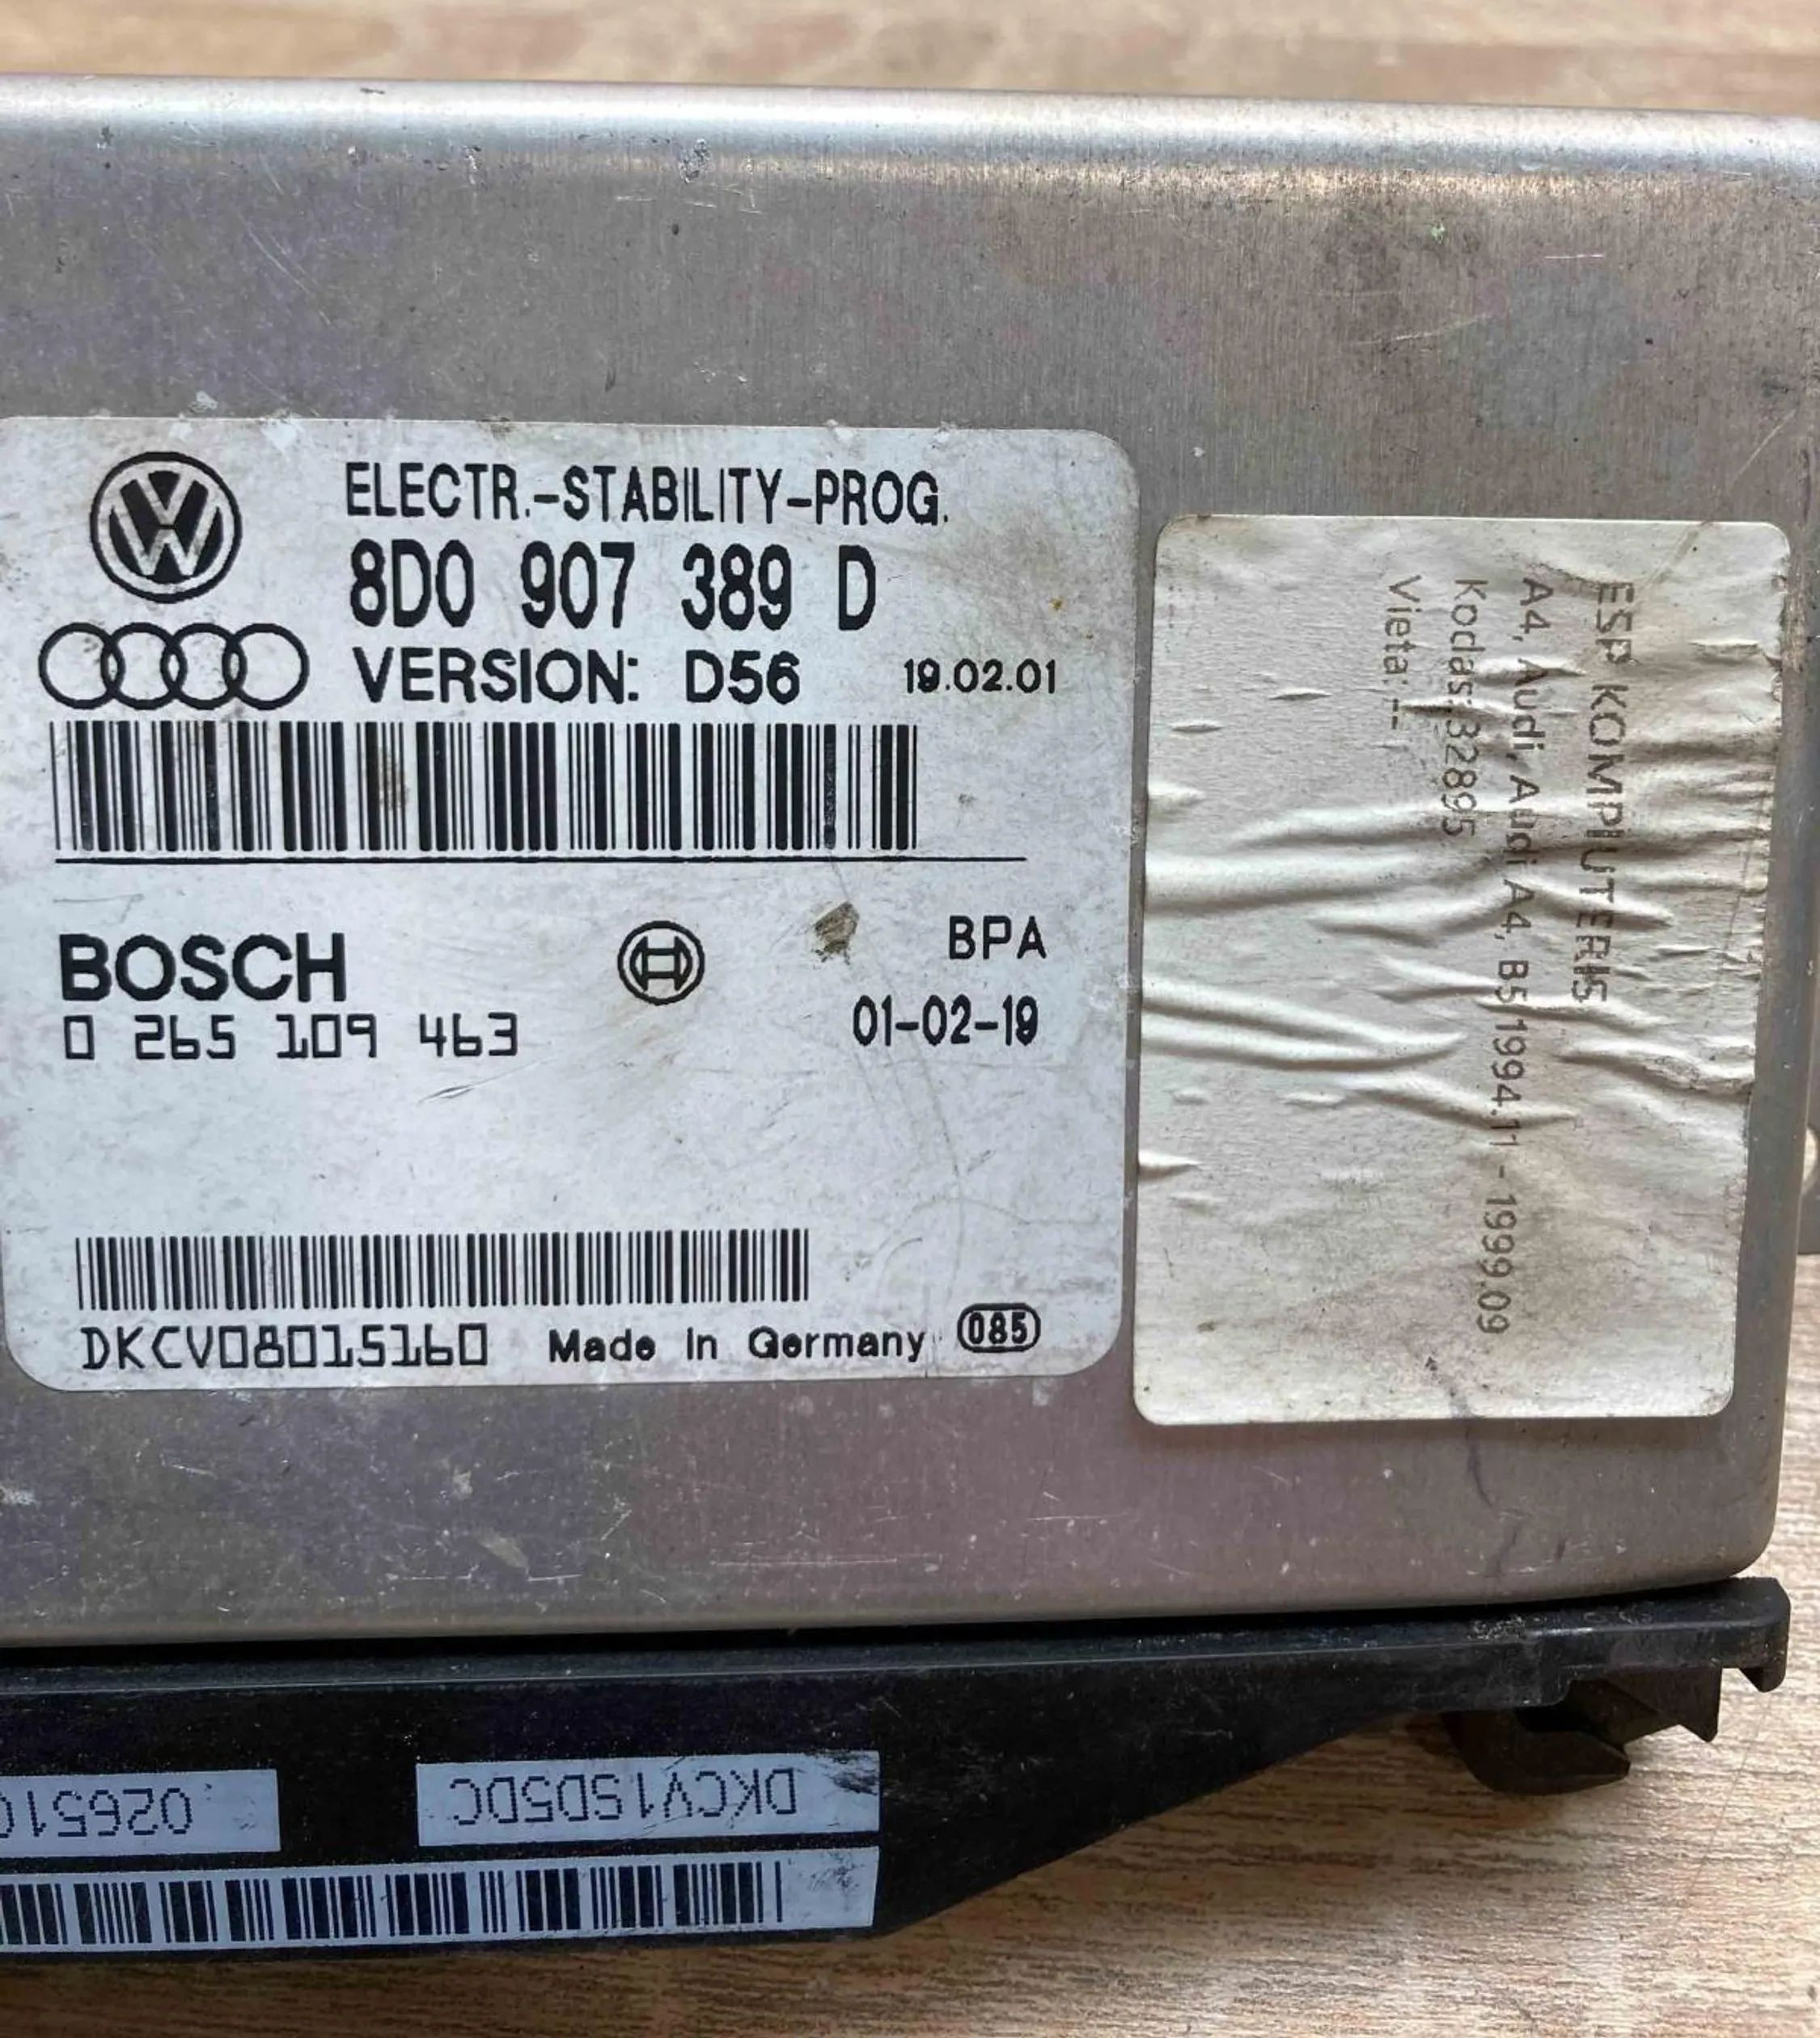 ELECTR.-STABILITY-PROG.
8D0 907 389 D
VERSION: D56 19.02.01
BOSCH
BPA
0 265 109 463
01-02-19
DKCV08015160 Made in Germany 085
ESP KOMPIUTERIS
A4, Audi, Audi A4, B5 1994.11 - 1999.09
Kodas: 32895
Vieta: --
DKCV1SD5DC